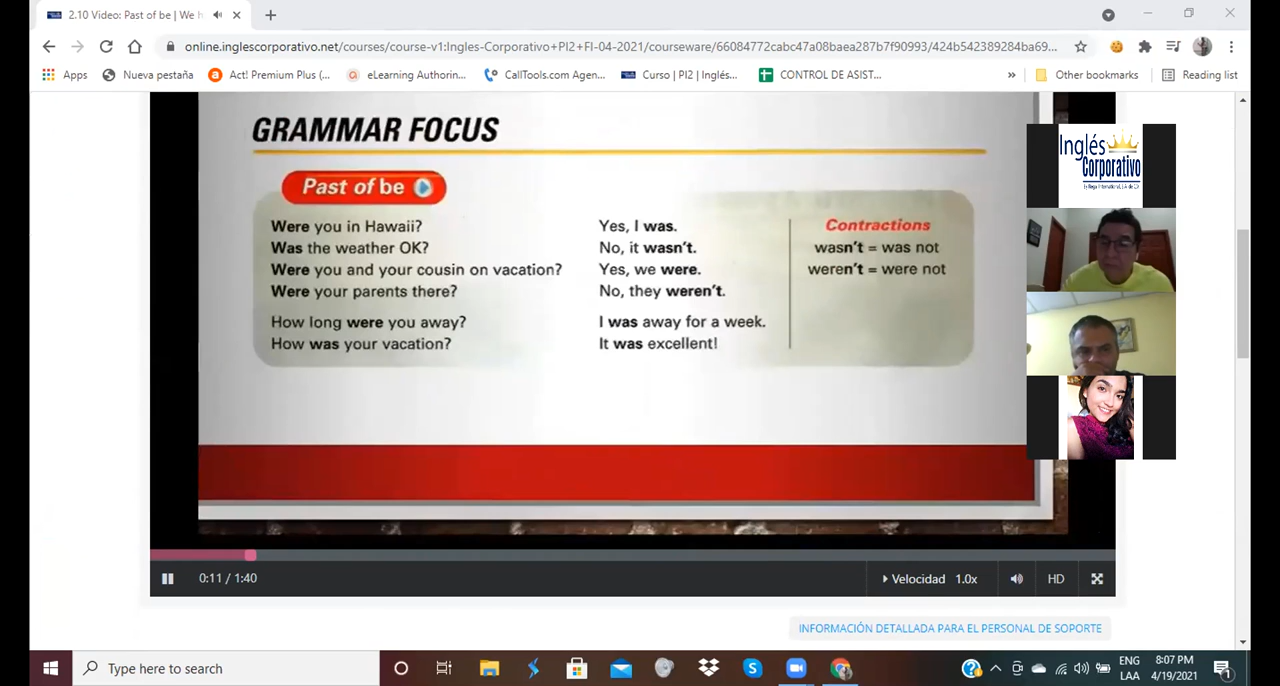 2.10 Video: Past of be | We h
online.inglescorporativo.net/courses/course-v1:Ingles-Corporativo+PI2+FI-04-2021/courseware/66084772cabc47a08baea287b7f90993/424b542389284ba69...
Apps
Nueva pestaña
Act! Premium Plus (...
eLearning Authorin...
CallTools.com Agen...
Curso | PI2 | Inglés...
CONTROL DE ASIST...
»
Other bookmarks
Reading list
GRAMMAR FOCUS
Past of be
Were you in Hawaii? Yes, I was.
Was the weather OK? No, it wasn't.
Were you and your cousin on vacation? Yes, we were.
Were your parents there? No, they weren't.
How long were you away? I was away for a week.
How was your vacation? It was excellent!
Contractions
wasn't = was not
weren't = were not
Inglés
Corporativo
0:11 / 1:40
Velocidad 1.0x
HD
INFORMACIÓN DETALLADA PARA EL PERSONAL DE SOPORTE
Type here to search
ENG
LAA
8:07 PM
4/19/2021
1